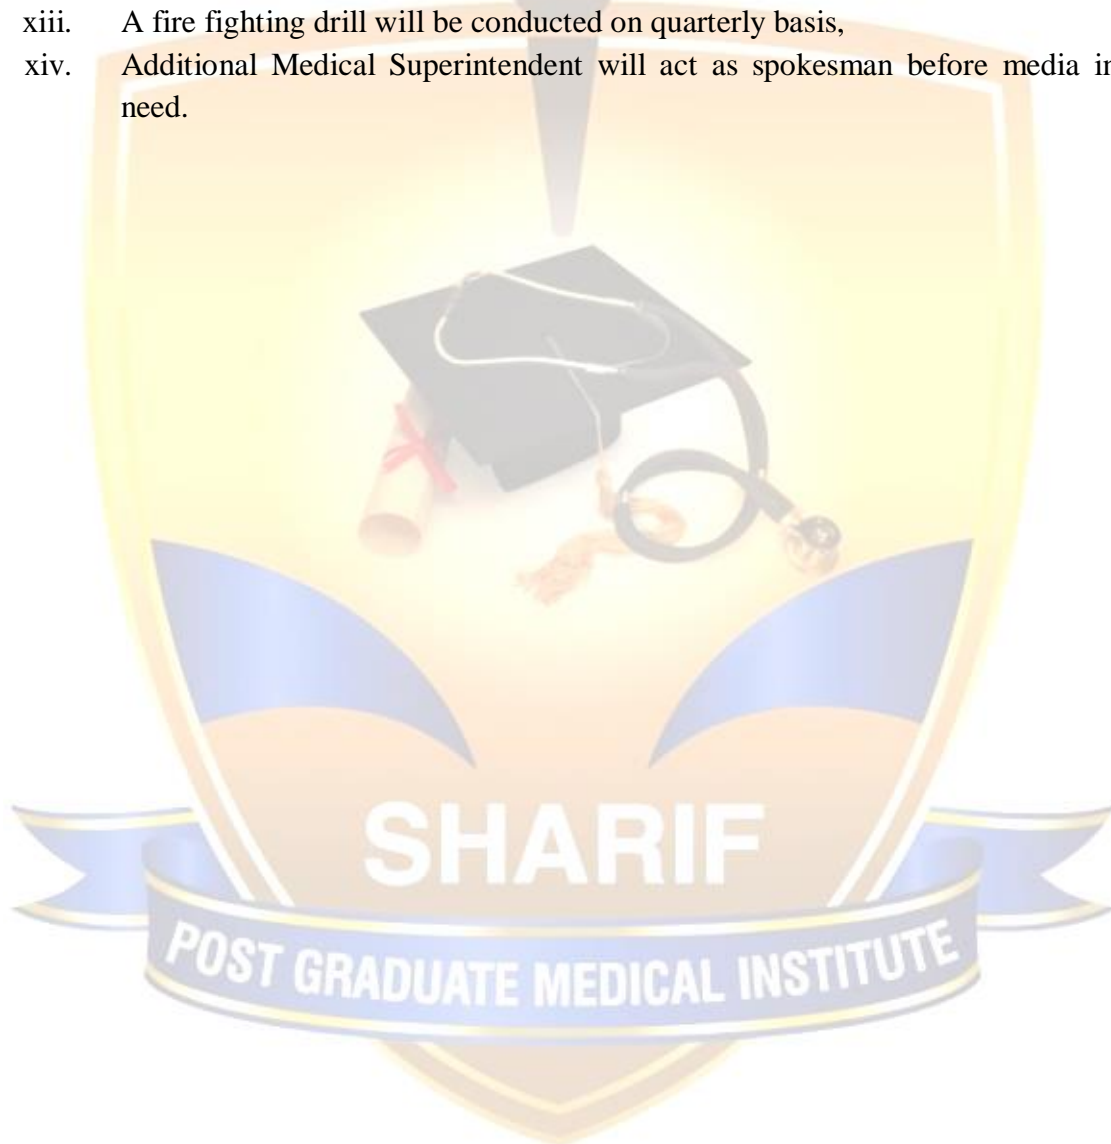 xiii. A fire fighting drill will be conducted on quarterly basis,
xiv. Additional Medical Superintendent will act as spokesman before media in
need.
SHARIF
POST GRADUATE MEDICAL INSTITUTE